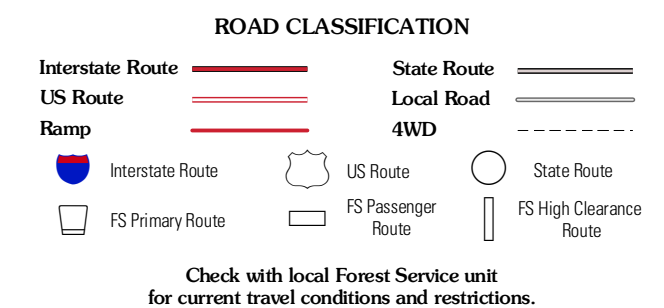 ROAD CLASSIFICATION
Interstate Route
State Route
US Route
Local Road
Ramp
4WD
Interstate Route
US Route
State Route
FS Primary Route
FS Passenger
Route
FS High Clearance
Route
Check with local Forest Service unit
for current travel conditions and restrictions.